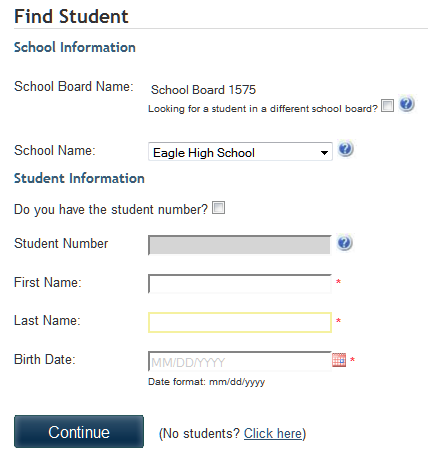 Find Student
School Information
School Board Name: School Board 1575
Looking for a student in a different school board?
School Name: Eagle High School
Student Information
Do you have the student number?
Student Number
First Name: *
Last Name: *
Birth Date: MM/DD/YYYY *
Date format: mm/dd/yyyy
Continue (No students? Click here)